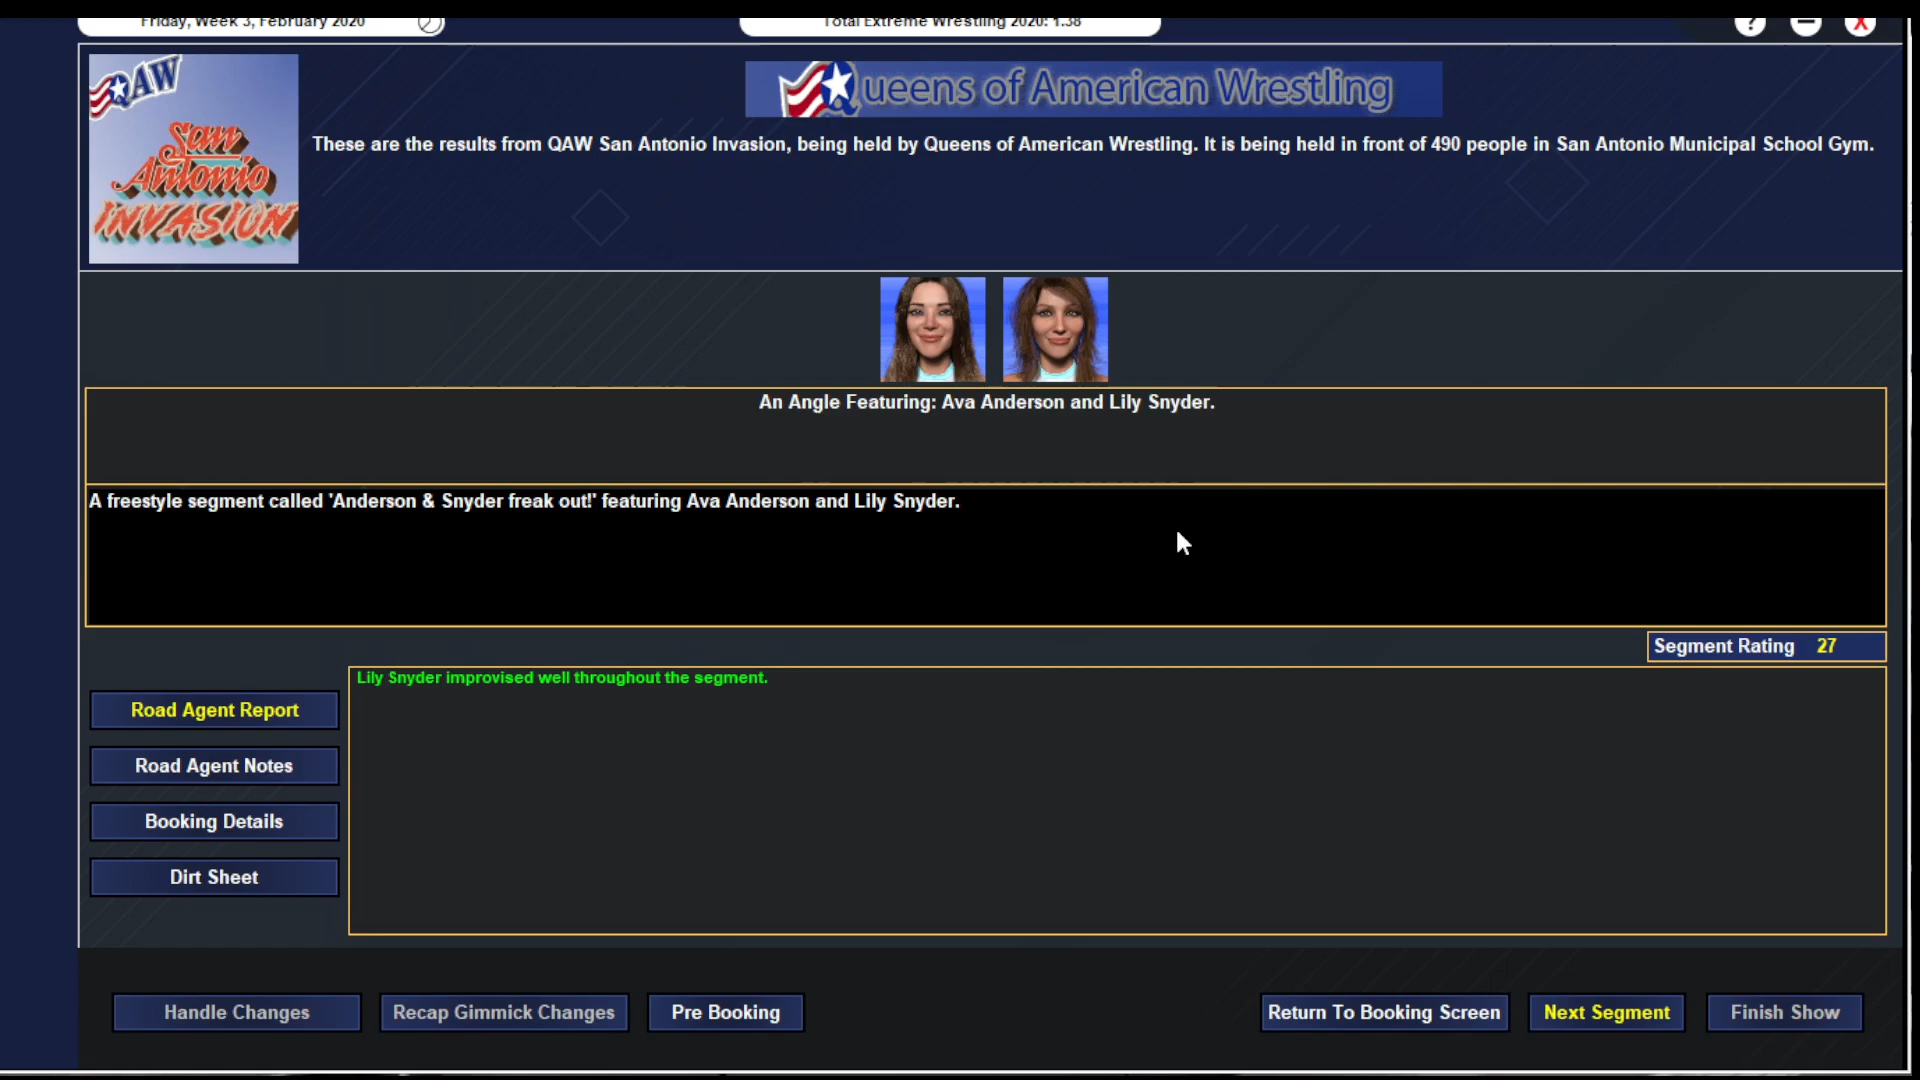 Friday, Week 3, February 2020
Total Extreme Wrestling 2020: 1.38
?
X
QAW
San
Antonio
INVASION
Queens of American Wrestling
These are the results from QAW San Antonio Invasion, being held by Queens of American Wrestling. It is being held in front of 490 people in San Antonio Municipal School Gym.
An Angle Featuring: Ava Anderson and Lily Snyder.
A freestyle segment called 'Anderson & Snyder freak out!' featuring Ava Anderson and Lily Snyder.
Segment Rating 27
Lily Snyder improvised well throughout the segment.
Road Agent Report
Road Agent Notes
Booking Details
Dirt Sheet
Handle Changes
Recap Gimmick Changes
Pre Booking
Return To Booking Screen
Next Segment
Finish Show